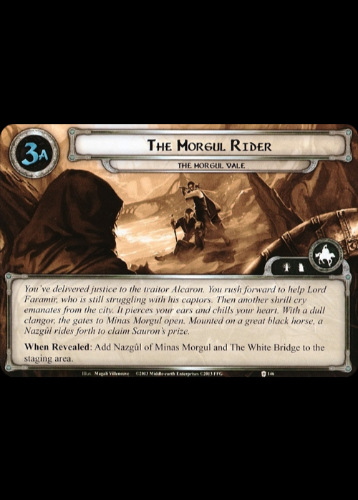 3A
THE MORGUL RIDER
THE MORGUL VALE
You've delivered justice to the traitor Alcaron. You rush forward to help Lord
Faramir, who is still struggling with his captors. Then another shrill cry
emanates from the city. It pierces your ears and chills your heart. With a dull
clangor, the gates to Minas Morgul open. Mounted on a great black horse, a
Nazgûl rides forth to claim Sauron's prize.
When Revealed: Add Nazgûl of Minas Morgul and The White Bridge to the
staging area.
Illus. Magali Villeneuve ©2013 Middle-earth Enterprises ©2013 FFG 146